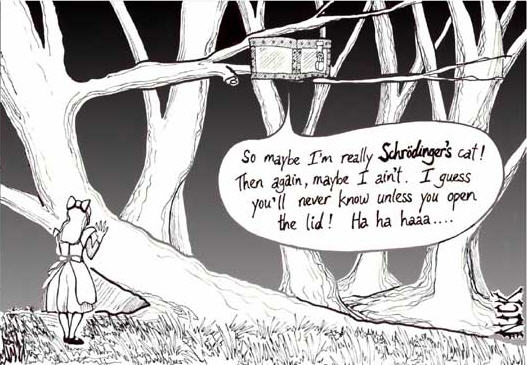 So maybe I'm really Schrödinger's cat!
Then again, maybe I ain't. I guess
you'll never know unless you open
the lid! Ha ha haaa....
NICK